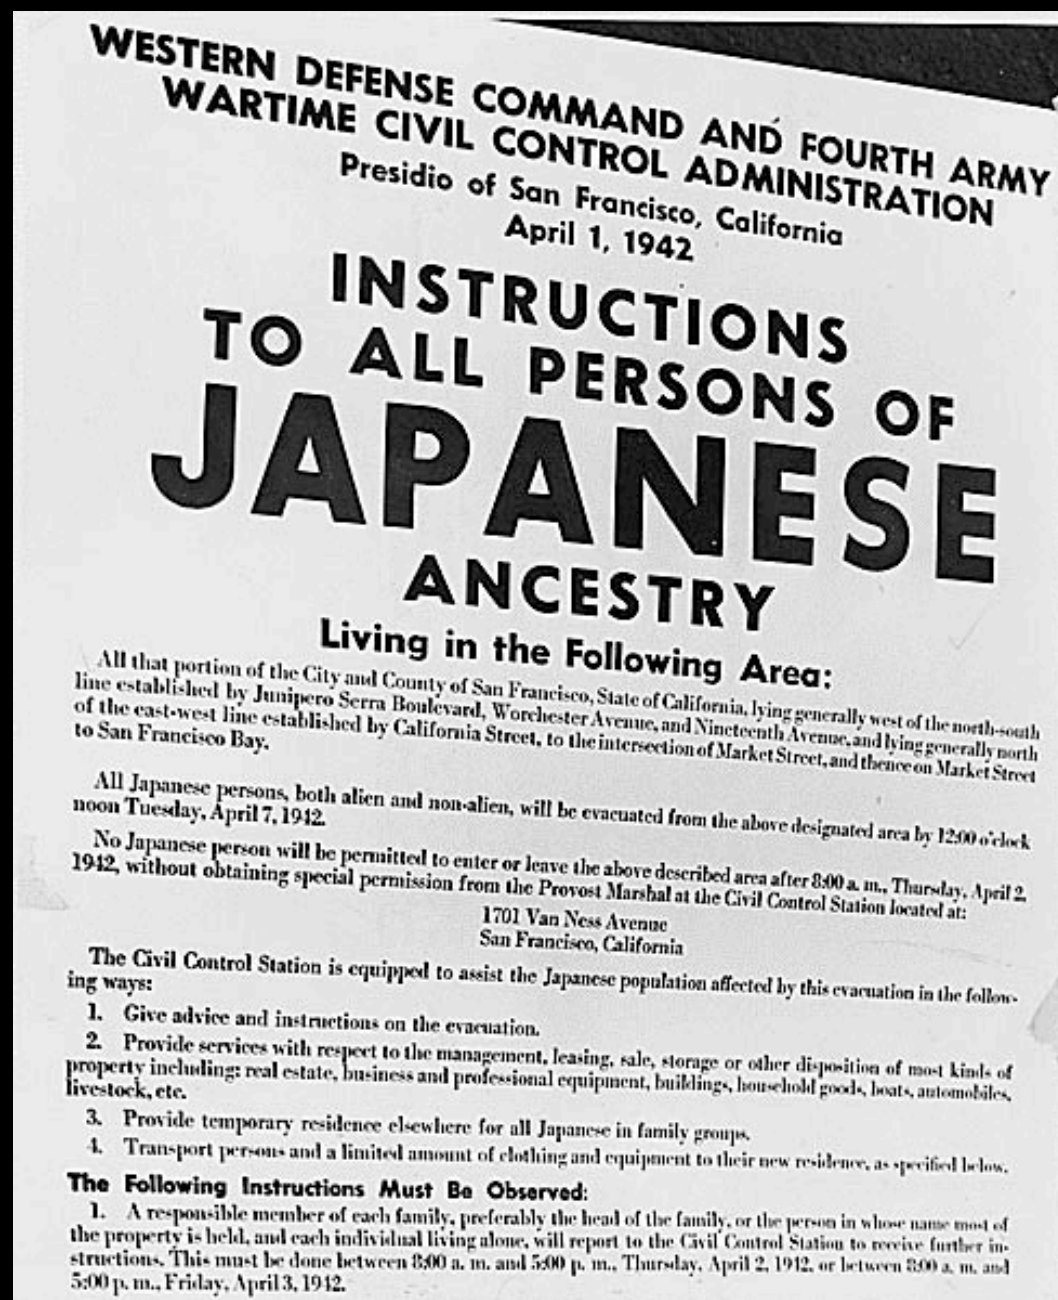 WESTERN DEFENSE COMMAND AND FOURTH ARMY
WARTIME CIVIL CONTROL ADMINISTRATION
Presidio of San Francisco, California
April 1, 1942
INSTRUCTIONS
TO ALL PERSONS OF
JAPANESE
ANCESTRY
Living in the Following Area:
All that portion of the City and County of San Francisco, State of California, lying generally west of the north-south
line established by Junipero Serra Boulevard, Worchester Avenue, and Nineteenth Avenue, and lying generally north
of the east-west line established by California Street, to the intersection of Market Street, and thence on Market Street
to San Francisco Bay.
All Japanese persons, both alien and non-alien, will be evacuated from the above designated area by 12:00 o'clock
noon Tuesday, April 7, 1942.
No Japanese person will be permitted to enter or leave the above described area after 8:00 a. m., Thursday, April 2,
1942, without obtaining special permission from the Provost Marshal at the Civil Control Station located at:
1701 Van Ness Avenue
San Francisco, California
The Civil Control Station is equipped to assist the Japanese population affected by this evacuation in the follow-
ing ways:
1. Give advice and instructions on the evacuation.
2. Provide services with respect to the management, leasing, sale, storage or other disposition of most kinds of
property including: real estate, business and professional equipment, buildings, household goods, boats, automobiles,
livestock, etc.
3. Provide temporary residence elsewhere for all Japanese in family groups.
4. Transport persons and a limited amount of clothing and equipment to their new residence, as specified below.
The Following Instructions Must Be Observed:
1. A responsible member of each family, preferably the head of the family, or the person in whose name most of
the property is held, and each individual living alone, will report to the Civil Control Station to receive further in-
structions. This must be done between 8:00 a. m. and 5:00 p. m., Thursday, April 2, 1942, or between 8:00 a. m. and
5:00 p. m., Friday, April 3, 1942.